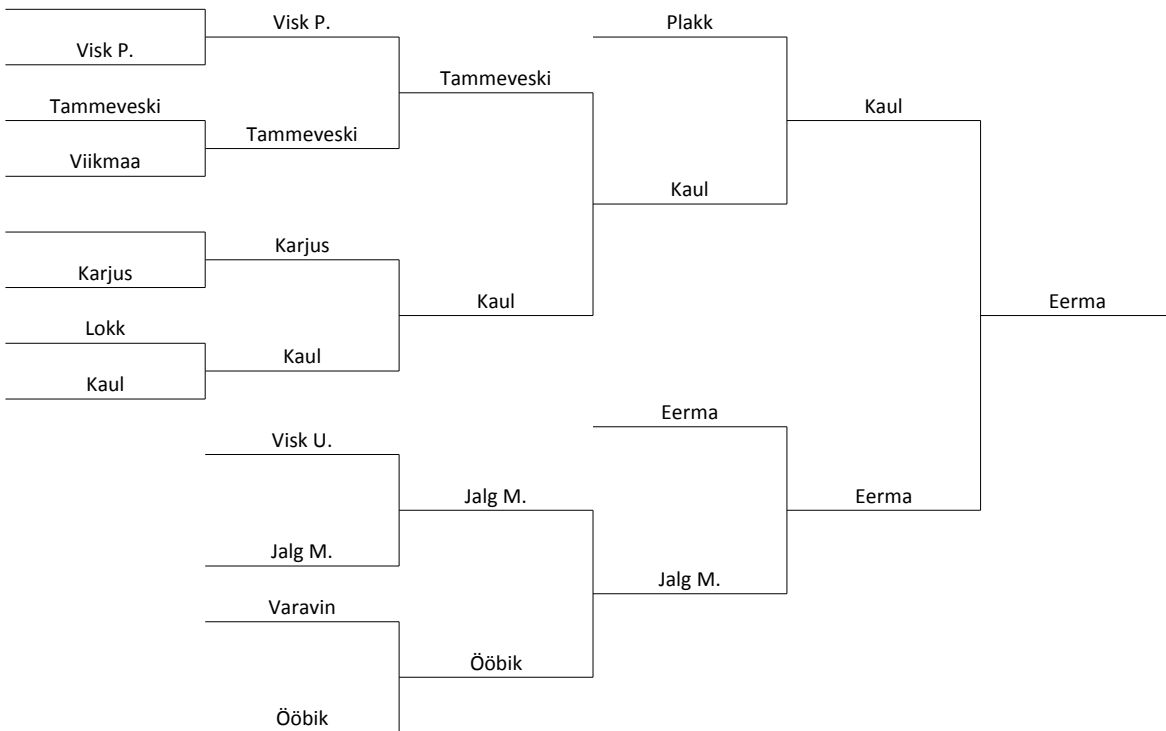 Visk P.
Plakk
Visk P.
Tammeveski
Tammeveski
Kaul
Tammeveski
Viikmaa
Kaul
Karjus
Karjus
Kaul
Eerma
Lokk
Kaul
Kaul
Eerma
Visk U.
Jalg M.
Eerma
Jalg M.
Jalg M.
Varavin
Ööbik
Ööbik